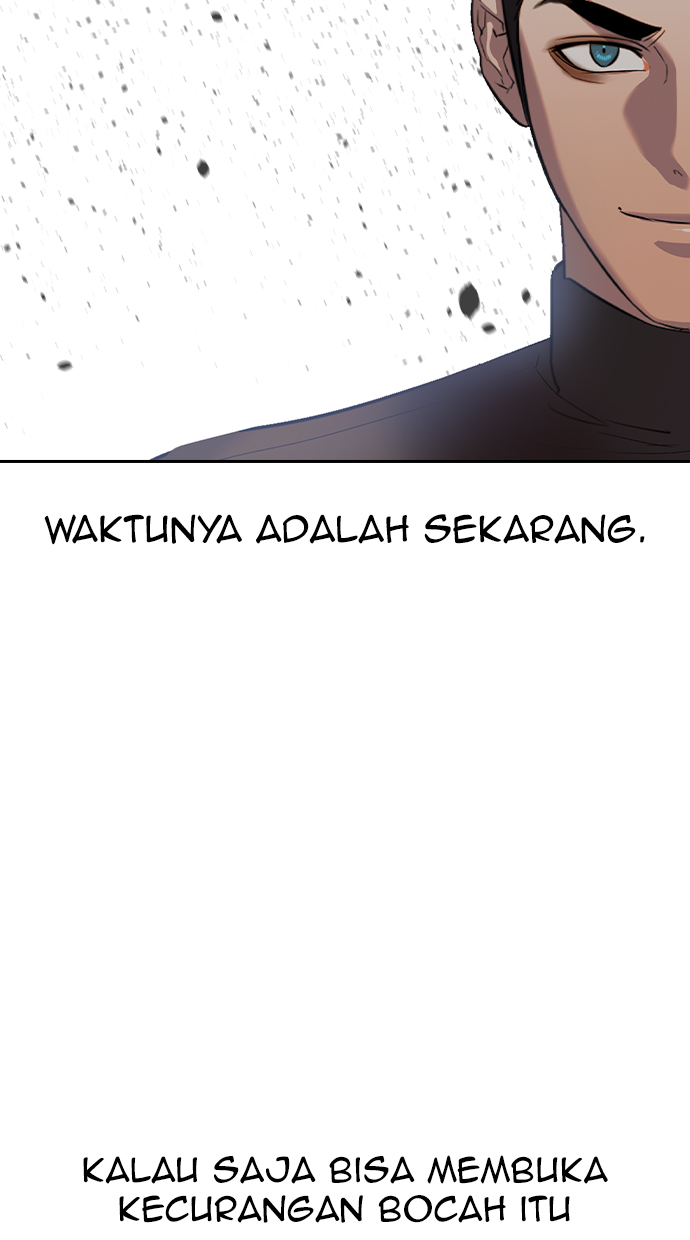 WAKTUNYA ADALAH SEKARANG.
KALAU SAJA BISA MEMBUKA
KECURANGAN BOCAH ITU